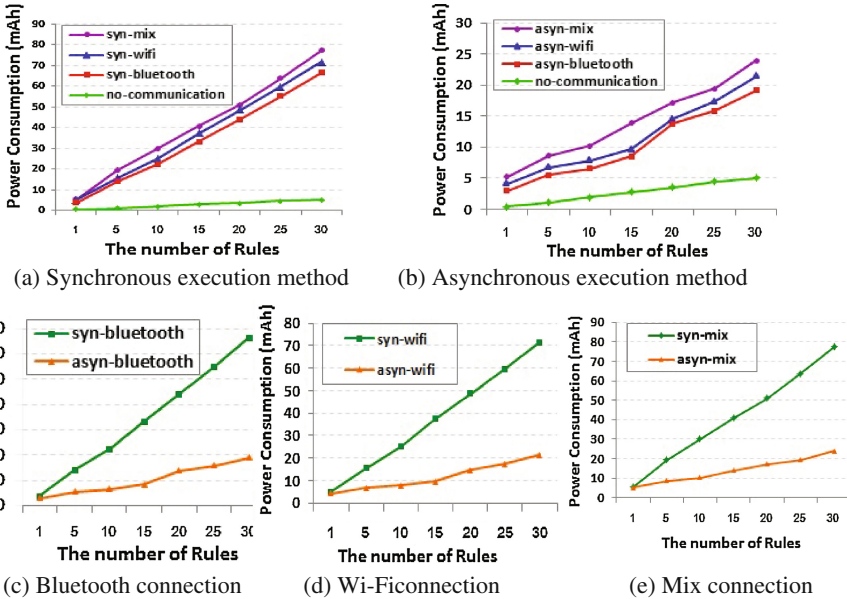 Power Consumption (mAh)
90
80
70
60
50
40
30
20
10
0
syn-mix
syn-wifi
syn-bluetooth
no-communication
1 5 10 15 20 25 30
The number of Rules
(a) Synchronous execution method
Power Consumption (mAh)
30
25
20
15
10
5
0
asyn-mix
asyn-wifi
asyn-bluetooth
no-communication
1 5 10 15 20 25 30
The number of Rules
(b) Asynchronous execution method
syn-bluetooth
asyn-bluetooth
1 5 10 15 20 25 30
The number of Rules
(c) Bluetooth connection
Power Consumption (mAh)
80
70
60
50
40
30
20
10
0
syn-wifi
asyn-wifi
1 5 10 15 20 25 30
The number of Rules
(d) Wi-Ficonnection
Power Consumption (mAh)
90
80
70
60
50
40
30
20
10
0
syn-mix
asyn-mix
1 5 10 15 20 25 30
The number of Rules
(e) Mix connection